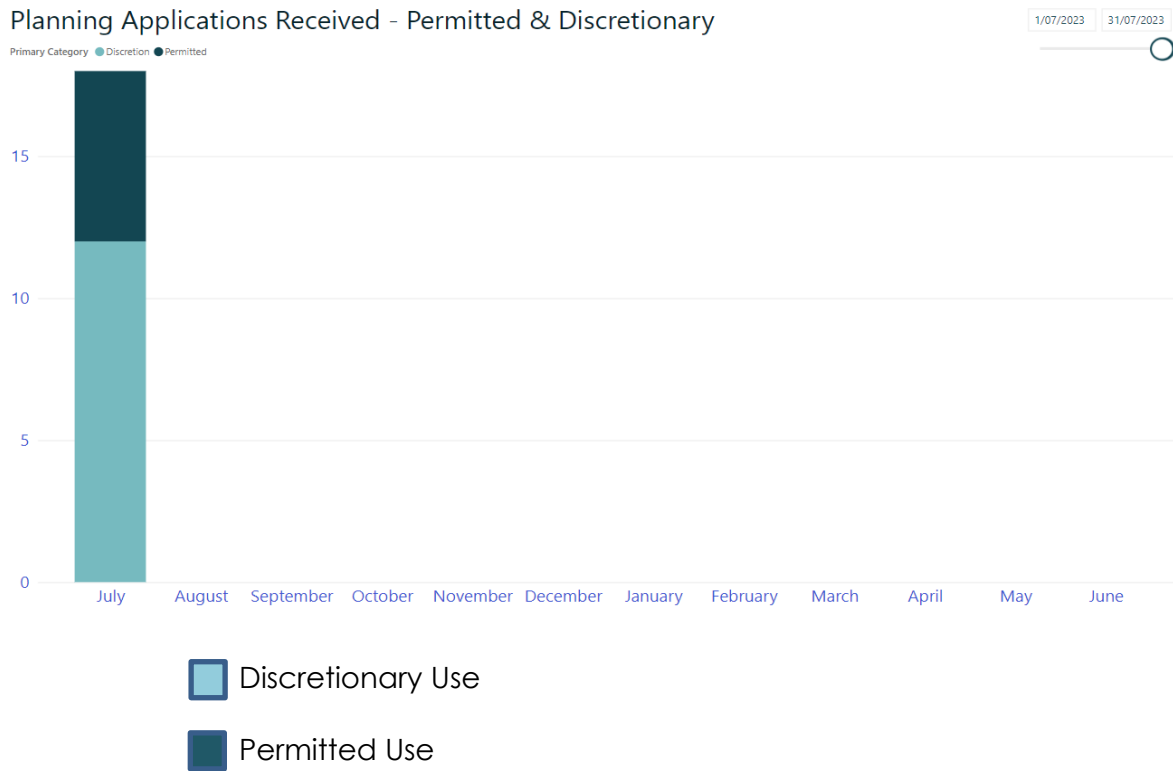 Planning Applications Received - Permitted & Discretionary
1/07/2023 31/07/2023
Primary Category Discretion Permitted
15
10
5
0
July August September October November December January February March April May June
Discretionary Use
Permitted Use